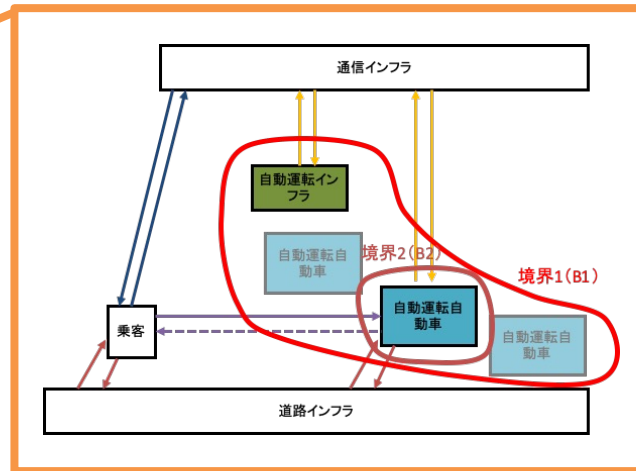 通信インフラ
自動運転イン
フラ
自動運転自
動車
境界2(B2)
境界1(B1)
自動運転自
動車
自動運転自
動車
乗客
道路インフラ